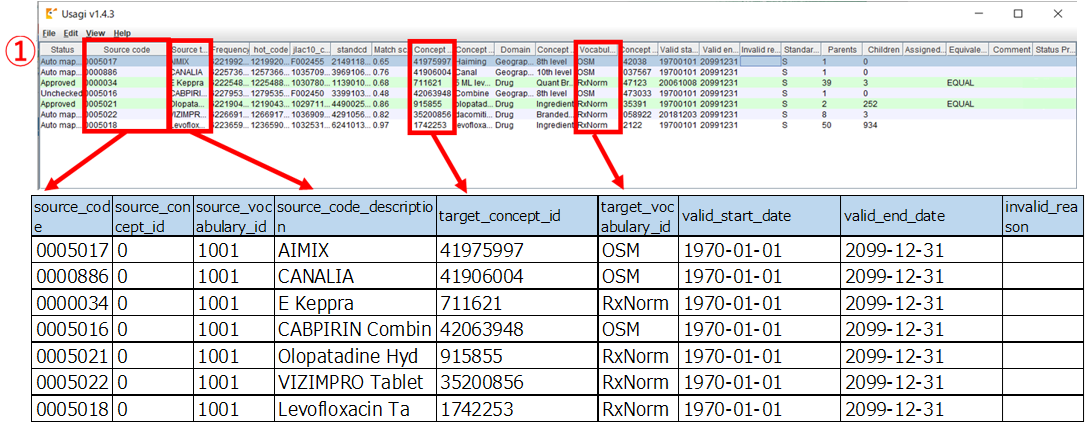 Usagi v1.4.3
File Edit View Help
①
Status Source code Source t... Frequency hot_code jlac10_c... standcd Match sc Concept ... Concept ... Domain Concept ... Vocabul... Concept ... Valid sta... Valid en... Invalid re... Standar... Parents Children Assigned... Equivale... Comment Status Pr...
Auto map... 0005017 AIMIX 6221992... 1219920... F002455 2149118... 0.65 41975997 Haiming Geograp... 8th level OSM 42038 19700101 20991231 S 1 0
Auto map... 0000886 CANALIA 6225736... 1257366... 1035709... 3969106... 0.76 41906004 Canal Geograp... 10th level OSM 037567 19700101 20991231 S 1 0
Approved 0000034 E Keppra 6222548... 1225488... 1030780... 1139010... 0.68 711621 5 ML lev... Drug Quant Br... RxNorm 47123 20061008 20991231 S 39 3 EQUAL
Unchecked 0005016 CABPIRI... 6227953... 1279535... F002450 3399103... 0.48 42063948 Combine Geograp... 8th level OSM 473033 19700101 20991231 S 1 0
Approved 0005021 Olopata... 6221904... 1219043... 1029711... 4490025... 0.86 915855 olopatad... Drug Ingredient RxNorm 35391 19700101 20991231 S 2 252 EQUAL
Auto map... 0005022 VIZIMPR... 6226691... 1266917... 1036909... 4291056... 0.82 35200856 dacomiti... Drug Branded... RxNorm 058922 20181203 20991231 S 8 3
Auto map... 0005018 Levoflox... 6223659... 1236590... 1032531... 6241013... 0.97 1742253 levofloxa... Drug Ingredient RxNorm 2122 19700101 20991231 S 50 934
source_code source_concept_id source_vocabulary_id source_code_description target_concept_id target_vocabulary_id valid_start_date valid_end_date invalid_reason
0005017 0 1001 AIMIX 41975997 OSM 1970-01-01 2099-12-31
0000886 0 1001 CANALIA 41906004 OSM 1970-01-01 2099-12-31
0000034 0 1001 E Keppra 711621 RxNorm 1970-01-01 2099-12-31
0005016 0 1001 CABPIRIN Combin 42063948 OSM 1970-01-01 2099-12-31
0005021 0 1001 Olopatadine Hyd 915855 RxNorm 1970-01-01 2099-12-31
0005022 0 1001 VIZIMPRO Tablet 35200856 RxNorm 1970-01-01 2099-12-31
0005018 0 1001 Levofloxacin Ta 1742253 RxNorm 1970-01-01 2099-12-31